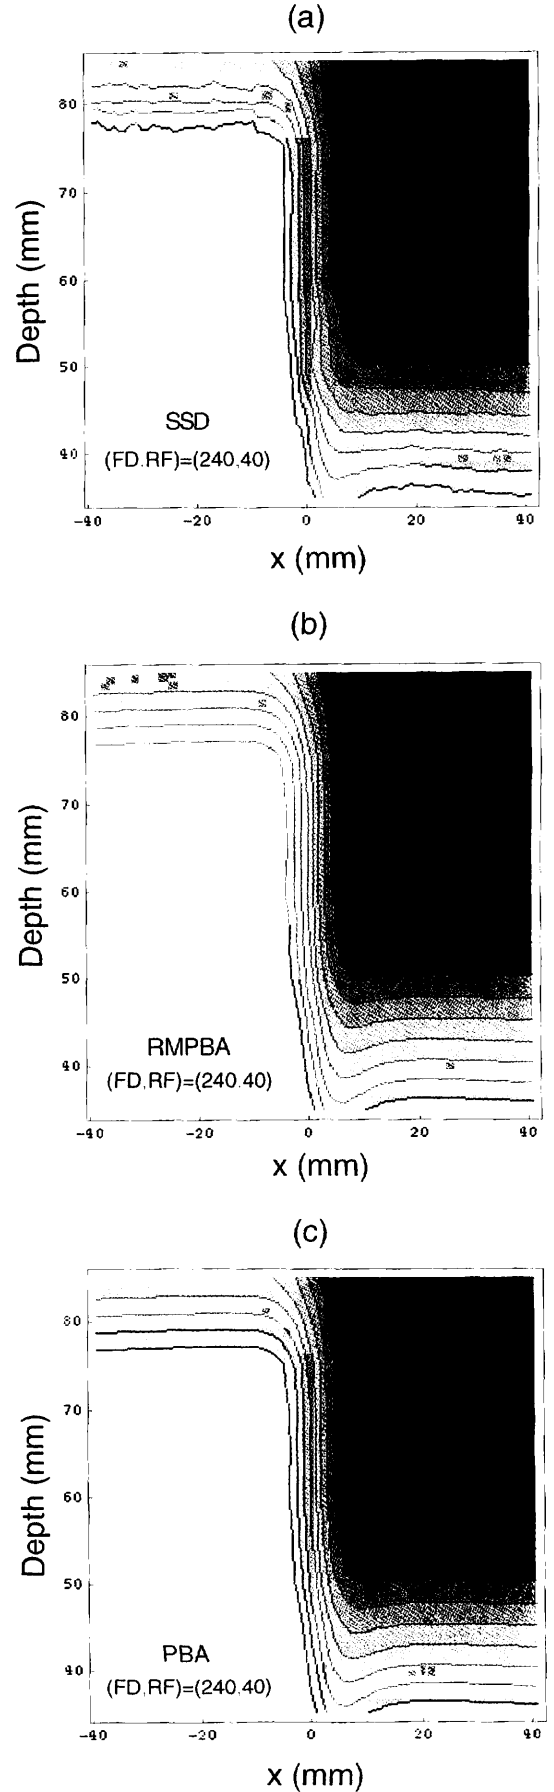 (a)
80
70
60
50
40
Depth (mm)
SSD
(FD.RF)=(240.40)
-40
-20
0
20
40
x (mm)
(b)
80
70
60
50
40
Depth (mm)
RMPBA
(FD,RF)=(240.40)
-40
-20
0
20
40
x (mm)
(c)
80
70
60
50
40
Depth (mm)
PBA
(FD,RF)=(240,40)
-40
-20
0
20
40
x (mm)